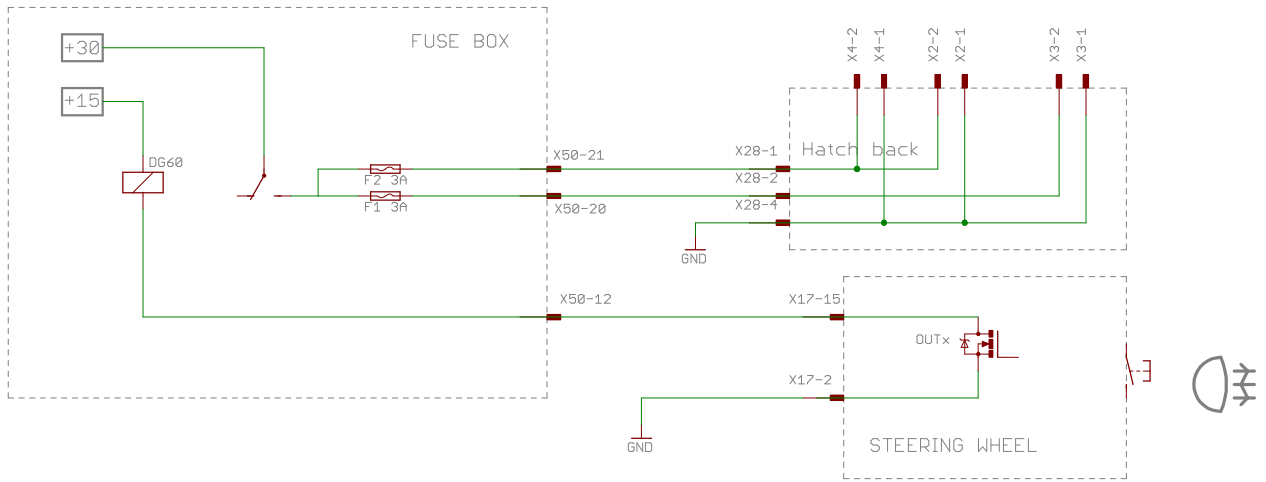 +30
FUSE BOX
X4-2
X4-1
X2-2
X2-1
X3-2
X3-1
+15
DG60
X50-21
X28-1
Hatch back
F2 3A
X28-2
F1 3A
X50-20
X28-4
GND
X50-12
X17-15
OUTx
X17-2
GND
STEERING WHEEL